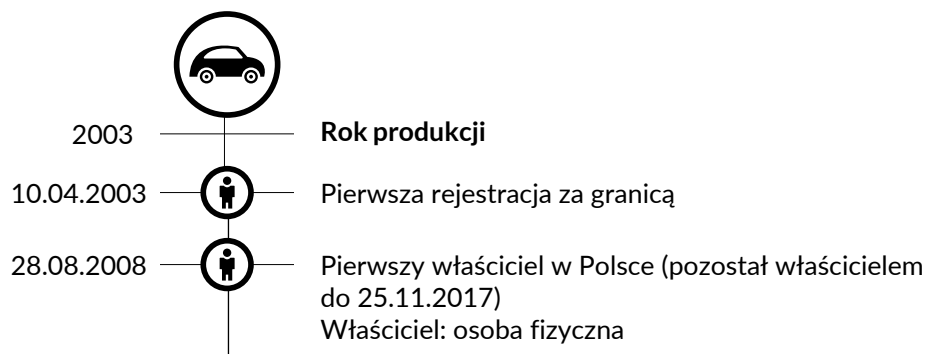 2003 Rok produkcji
10.04.2003 Pierwsza rejestracja za granicą
28.08.2008 Pierwszy właściciel w Polsce (pozostał właścicielem
do 25.11.2017)
Właściciel: osoba fizyczna